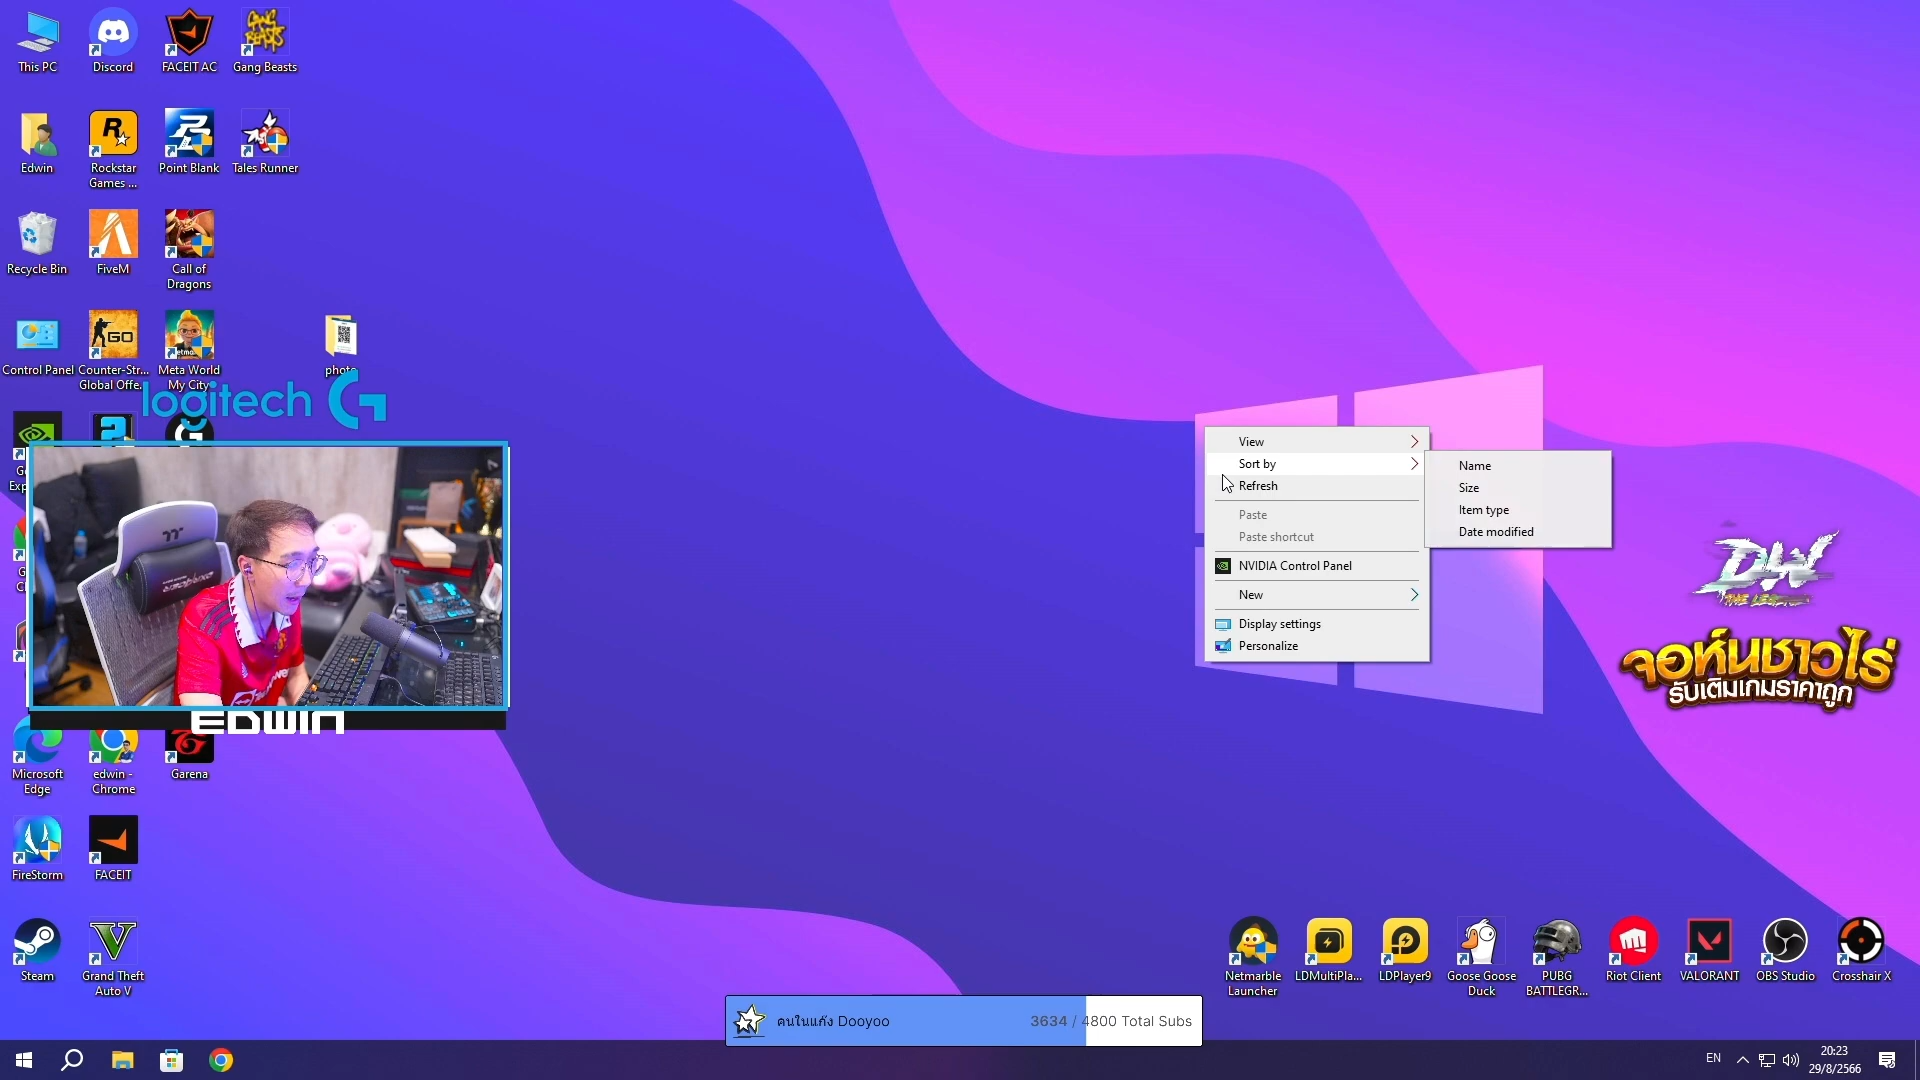 This PC
Discord
FACEIT AC
Gang Beasts
Edwin
Rockstar
Games ...
Point Blank
Tales Runner
Recycle Bin
FiveM
Call of
Dragons
Control Panel
Counter-Str...
Global Offe...
Meta World
My City
photo
logitech G
EDWIN
Microsoft
Edge
edwin -
Chrome
Garena
FireStorm
FACEIT
Steam
Grand Theft
Auto V
View
Sort by
Refresh
Paste
Paste shortcut
NVIDIA Control Panel
New
Display settings
Personalize
Name
Size
Item type
Date modified
DW
THE LEGEND
จอห์นชาวไร่
รับเติมเกมราคาถูก
Netmarble
Launcher
LDMultiPla...
LDPlayer9
Goose Goose
Duck
PUBG
BATTLEGR...
Riot Client
VALORANT
OBS Studio
Crosshair X
คนในแก๊ง Dooyoo
3634 / 4800 Total Subs
EN
20:23
29/8/2566